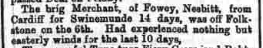 The brig Merchant, of Fowey, Nesbitt, from
Cardiff for Swinemunde 14 days, was off Folk-
stone on the 6th. Had experienced nothing but
easterly winds for the last 10 days.